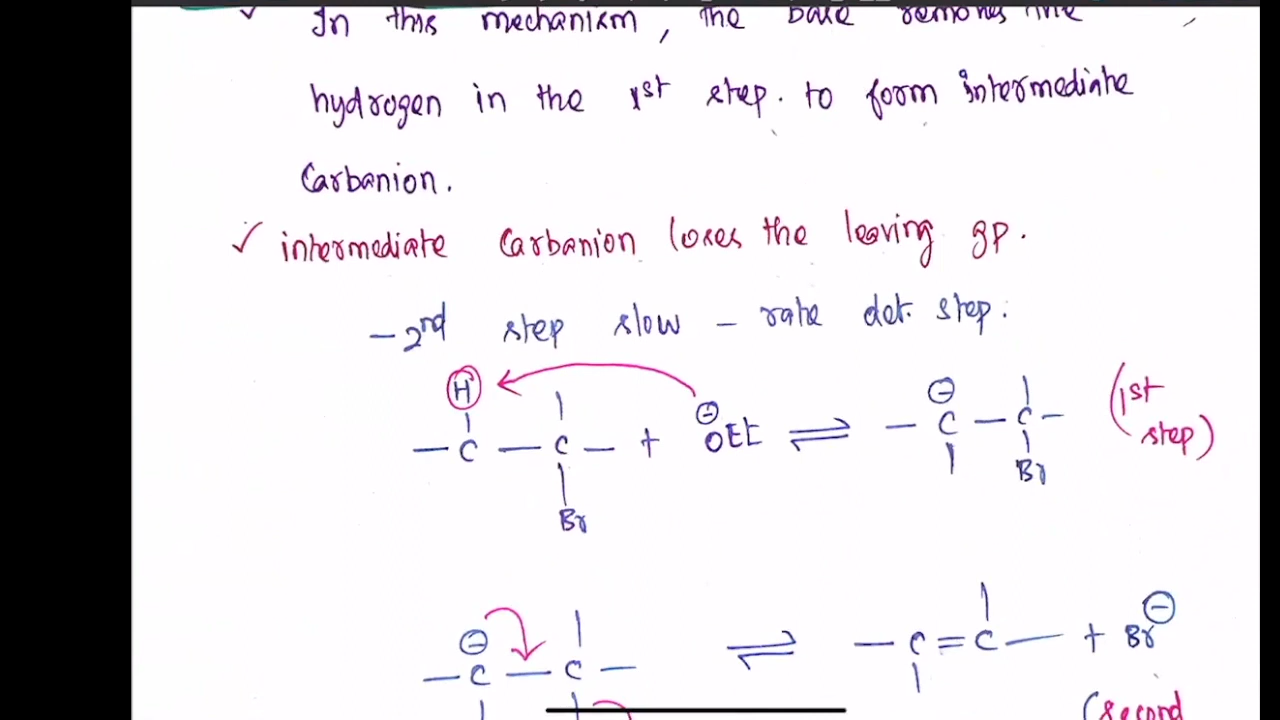 ✓ In this mechanism, the base removes the
hydrogen in the 1st step. to form intermediate
Carbanion.
✓ intermediate Carbanion loses the leaving gp.
- 2nd step slow - rate det. step.
H
- C - C - + ⊖OEt ⇌ - C⊖ - C - (1st step)
Br
Br
⊖
- C - C - ⇌ - C = C - + Br⊖
(second